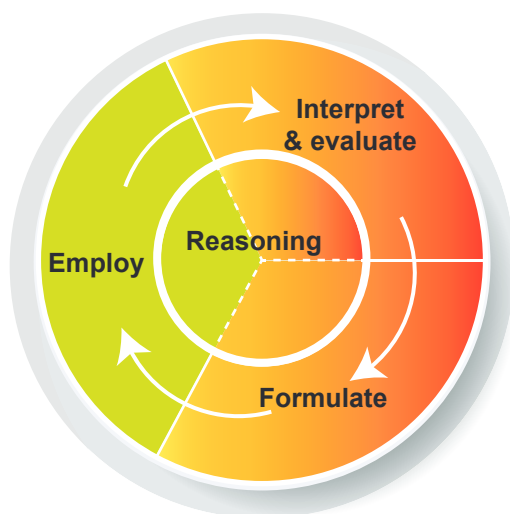 Interpret
& evaluate
Reasoning
Employ
Formulate